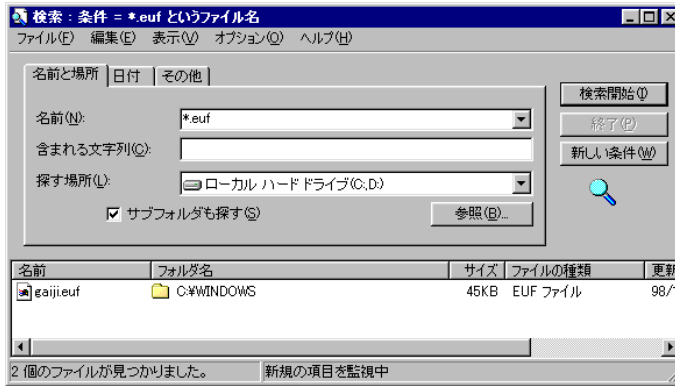 検索 : 条件 = *.euf というファイル名
ファイル(F) 編集(E) 表示(V) オプション(O) ヘルプ(H)
名前と場所 日付 その他
検索開始(I)
名前(N): *.euf
終了(P)
含まれる文字列(C):
新しい条件(W)
探す場所(L): ローカル ハード ドライブ(C:,D:)
サブフォルダも探す(S) 参照(B)...
名前 フォルダ名 サイズ ファイルの種類 更新
gaiji.euf C:¥WINDOWS 45KB EUF ファイル 98/
2 個のファイルが見つかりました。 新規の項目を監視中